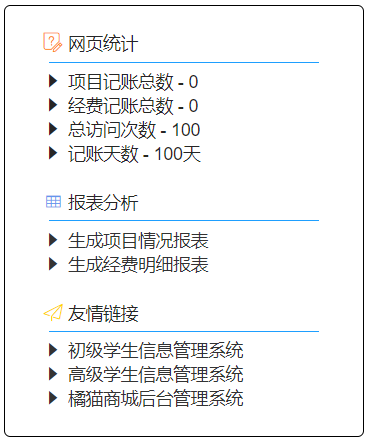 网页统计
项目记账总数 - 0
经费记账总数 - 0
总访问次数 - 100
记账天数 - 100天
报表分析
生成项目情况报表
生成经费明细报表
友情链接
初级学生信息管理系统
高级学生信息管理系统
橘猫商城后台管理系统